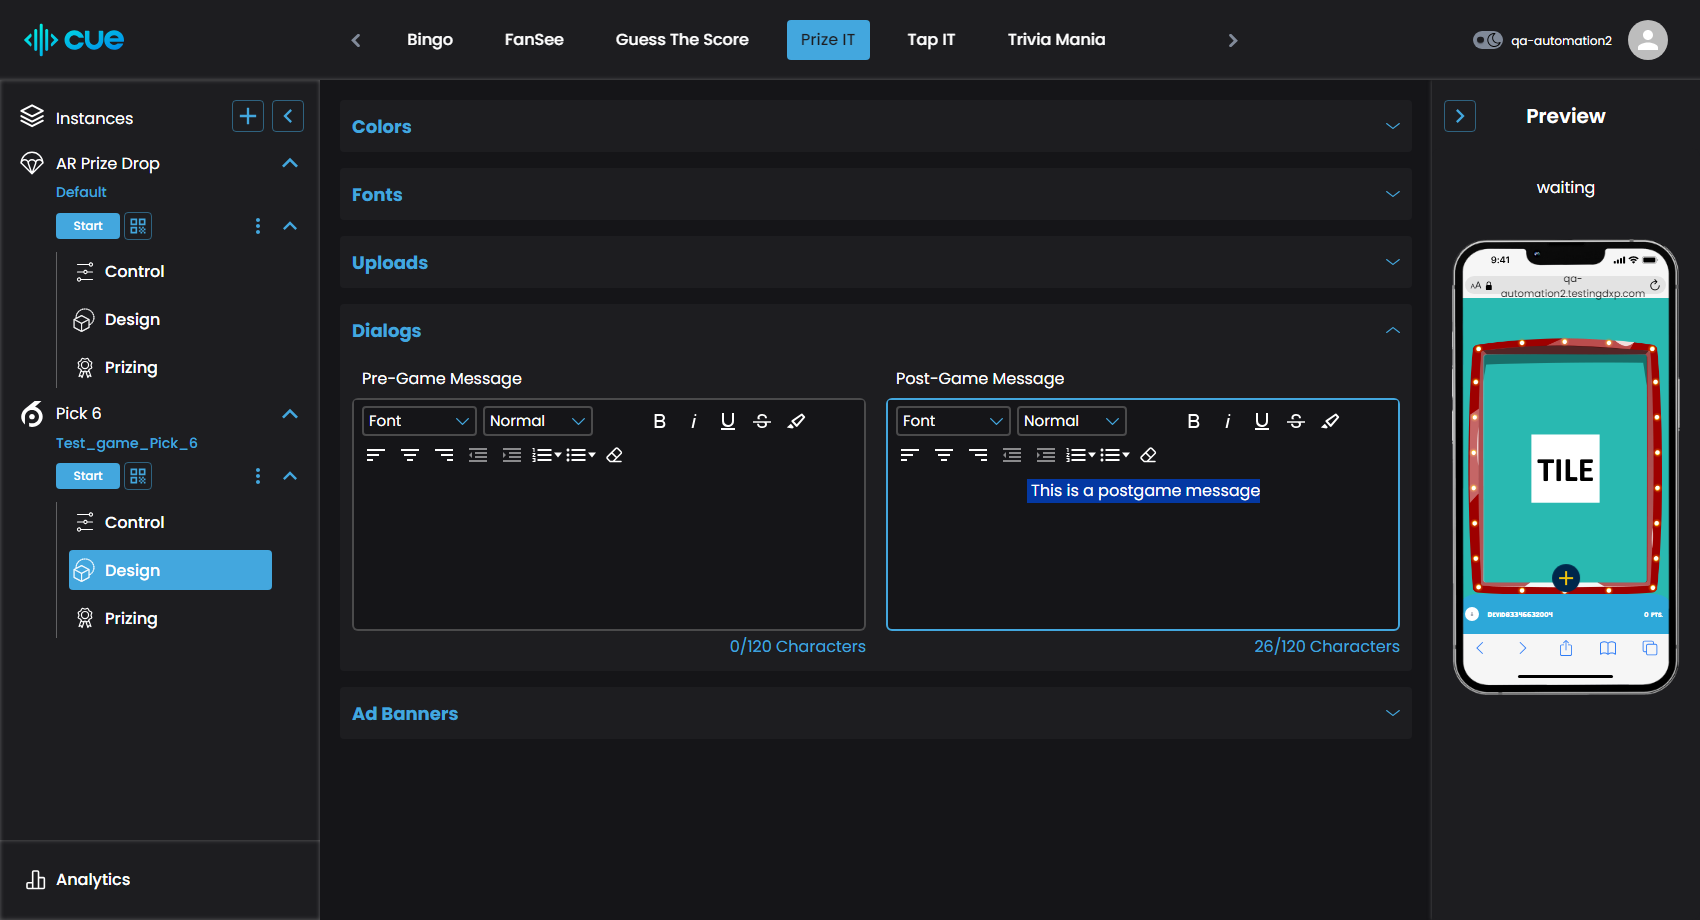 cue
Bingo
FanSee
Guess The Score
Prize IT
Tap IT
Trivia Mania
qa-automation2
Instances
AR Prize Drop
Default
Start
Control
Design
Prizing
Pick 6
Test_game_Pick_6
Start
Control
Design
Prizing
Analytics
Colors
Fonts
Uploads
Dialogs
Pre-Game Message
Font
Normal
B i U S
0/120 Characters
Post-Game Message
Font
Normal
B i U S
This is a postgame message
26/120 Characters
Ad Banners
Preview
waiting
9:41
AA
qa-
automation2.testingdxp.com
TILE
0 PTS.